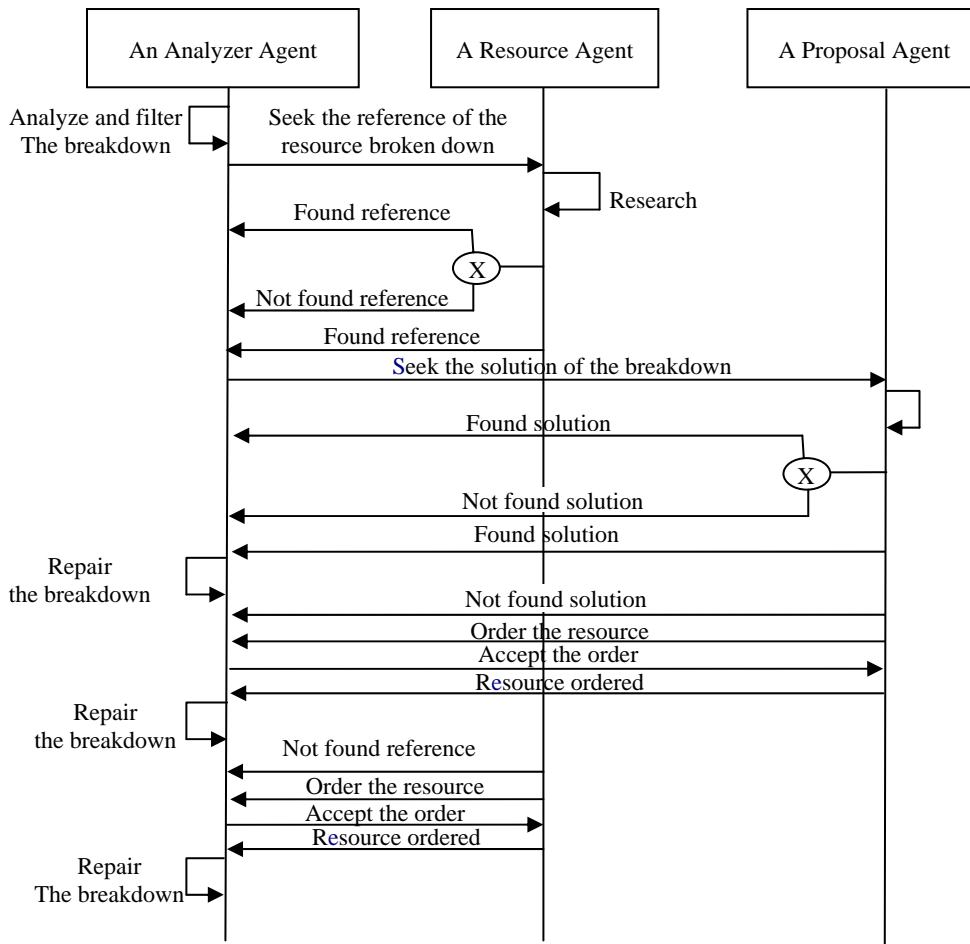 An Analyzer Agent
A Resource Agent
A Proposal Agent
Analyze and filter
The breakdown
Seek the reference of the
resource broken down
Research
Found reference
X
Not found reference
Found reference
Seek the solution of the breakdown
Found solution
X
Not found solution
Found solution
Repair
the breakdown
Not found solution
Order the resource
Accept the order
Resource ordered
Repair
the breakdown
Not found reference
Order the resource
Accept the order
Resource ordered
Repair
The breakdown